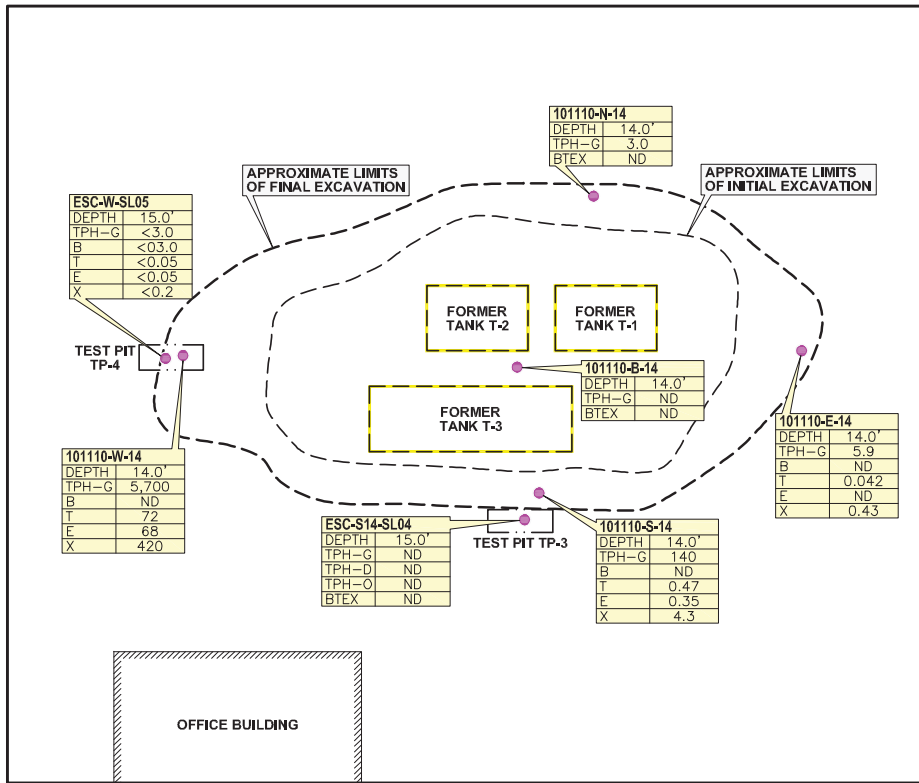 101110-N-14
DEPTH 14.0'
TPH-G 3.0
BTEX ND
APPROXIMATE LIMITS
OF FINAL EXCAVATION
APPROXIMATE LIMITS
OF INITIAL EXCAVATION
ESC-W-SL05
DEPTH 15.0'
TPH-G <3.0
B <03.0
T <0.05
E <0.05
X <0.2
TEST PIT
TP-4
FORMER
TANK T-2
FORMER
TANK T-1
101110-B-14
DEPTH 14.0'
TPH-G ND
BTEX ND
FORMER
TANK T-3
101110-E-14
DEPTH 14.0'
TPH-G 5.9
B ND
T 0.042
E ND
X 0.43
101110-W-14
DEPTH 14.0'
TPH-G 5,700
B ND
T 72
E 68
X 420
ESC-S14-SL04
DEPTH 15.0'
TPH-G ND
TPH-D ND
TPH-O ND
BTEX ND
TEST PIT TP-3
101110-S-14
DEPTH 14.0'
TPH-G 140
B ND
T 0.47
E 0.35
X 4.3
OFFICE BUILDING